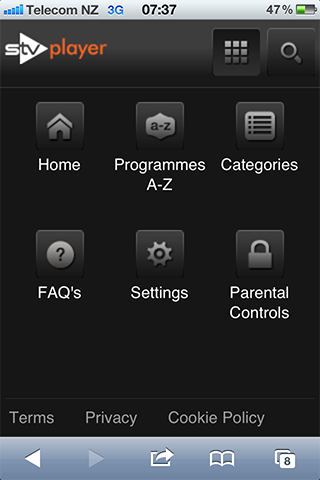 Telecom NZ 3G 07:37 47%
stv player
a-z
Home Programmes A-Z Categories
?
FAQ's Settings Parental Controls
Terms Privacy Cookie Policy
8